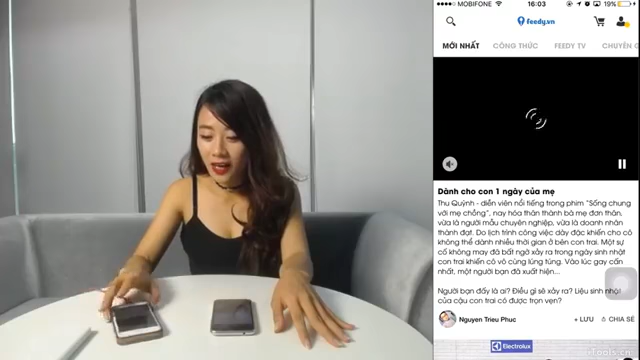 MOBIFONE 16:03 19%
feedy.vn
MỚI NHẤT CÔNG THỨC FEEDY TV CHUYÊN G
Dành cho con 1 ngày của mẹ
Thu Quỳnh - diễn viên nổi tiếng trong phim "Sống chung
với mẹ chồng", nay hóa thân thành bà mẹ đơn thân,
vừa là người mẫu chuyên nghiệp, vừa là doanh nhân
thành đạt. Do lịch trình công việc dày đặc khiến cho cô
không thể dành nhiều thời gian ở bên con trai. Một sự
cố không may đã bất ngờ xảy ra trong ngày sinh nhật
con trai khiến cô vô cùng lúng túng. Vào lúc gay cấn
nhất, một người bạn đã xuất hiện...
Người bạn đấy là ai? Điều gì sẽ xảy ra? Liệu sinh nhật
của cậu con trai có được trọn vẹn?
Nguyen Trieu Phuc + LƯU CHIA SẺ
Electrolux